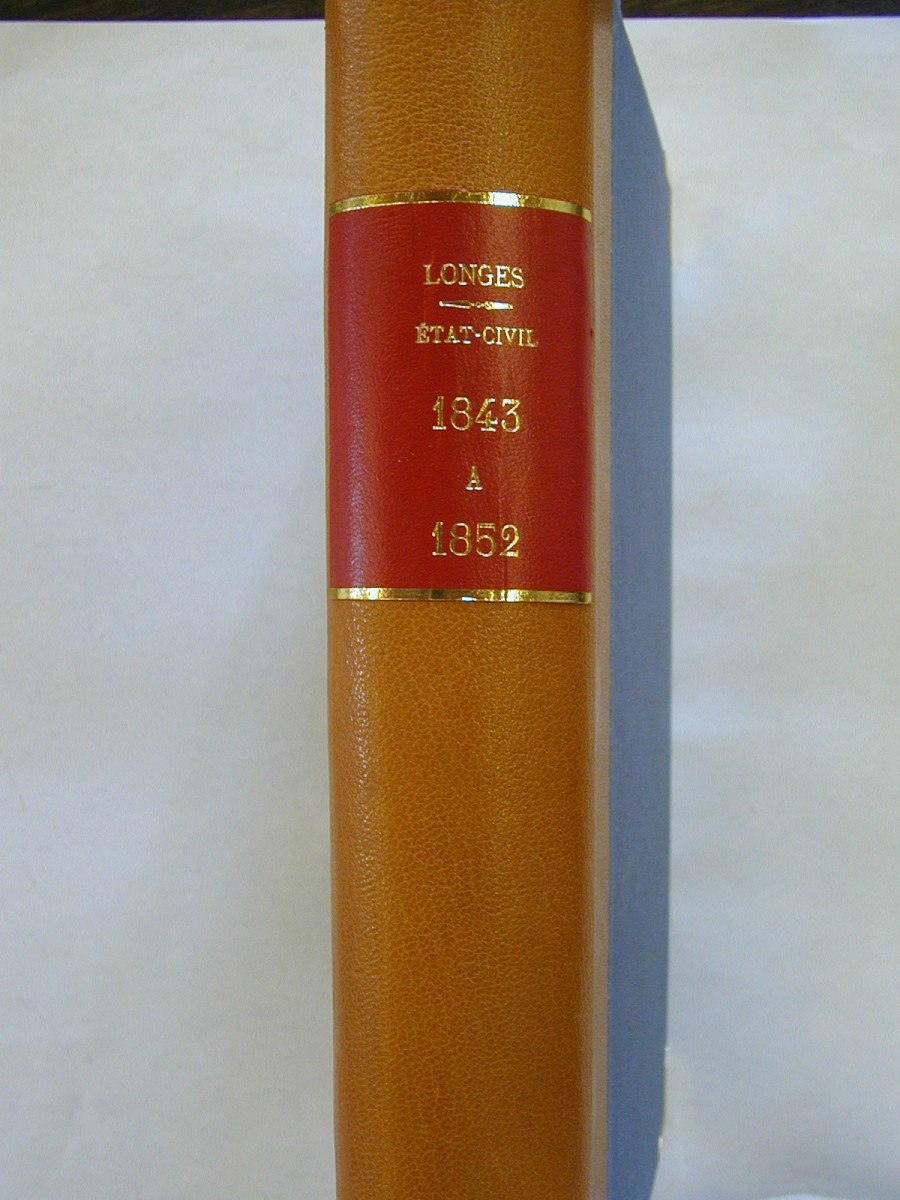 LONGES
ÉTAT-CIVIL
1843
A
1852